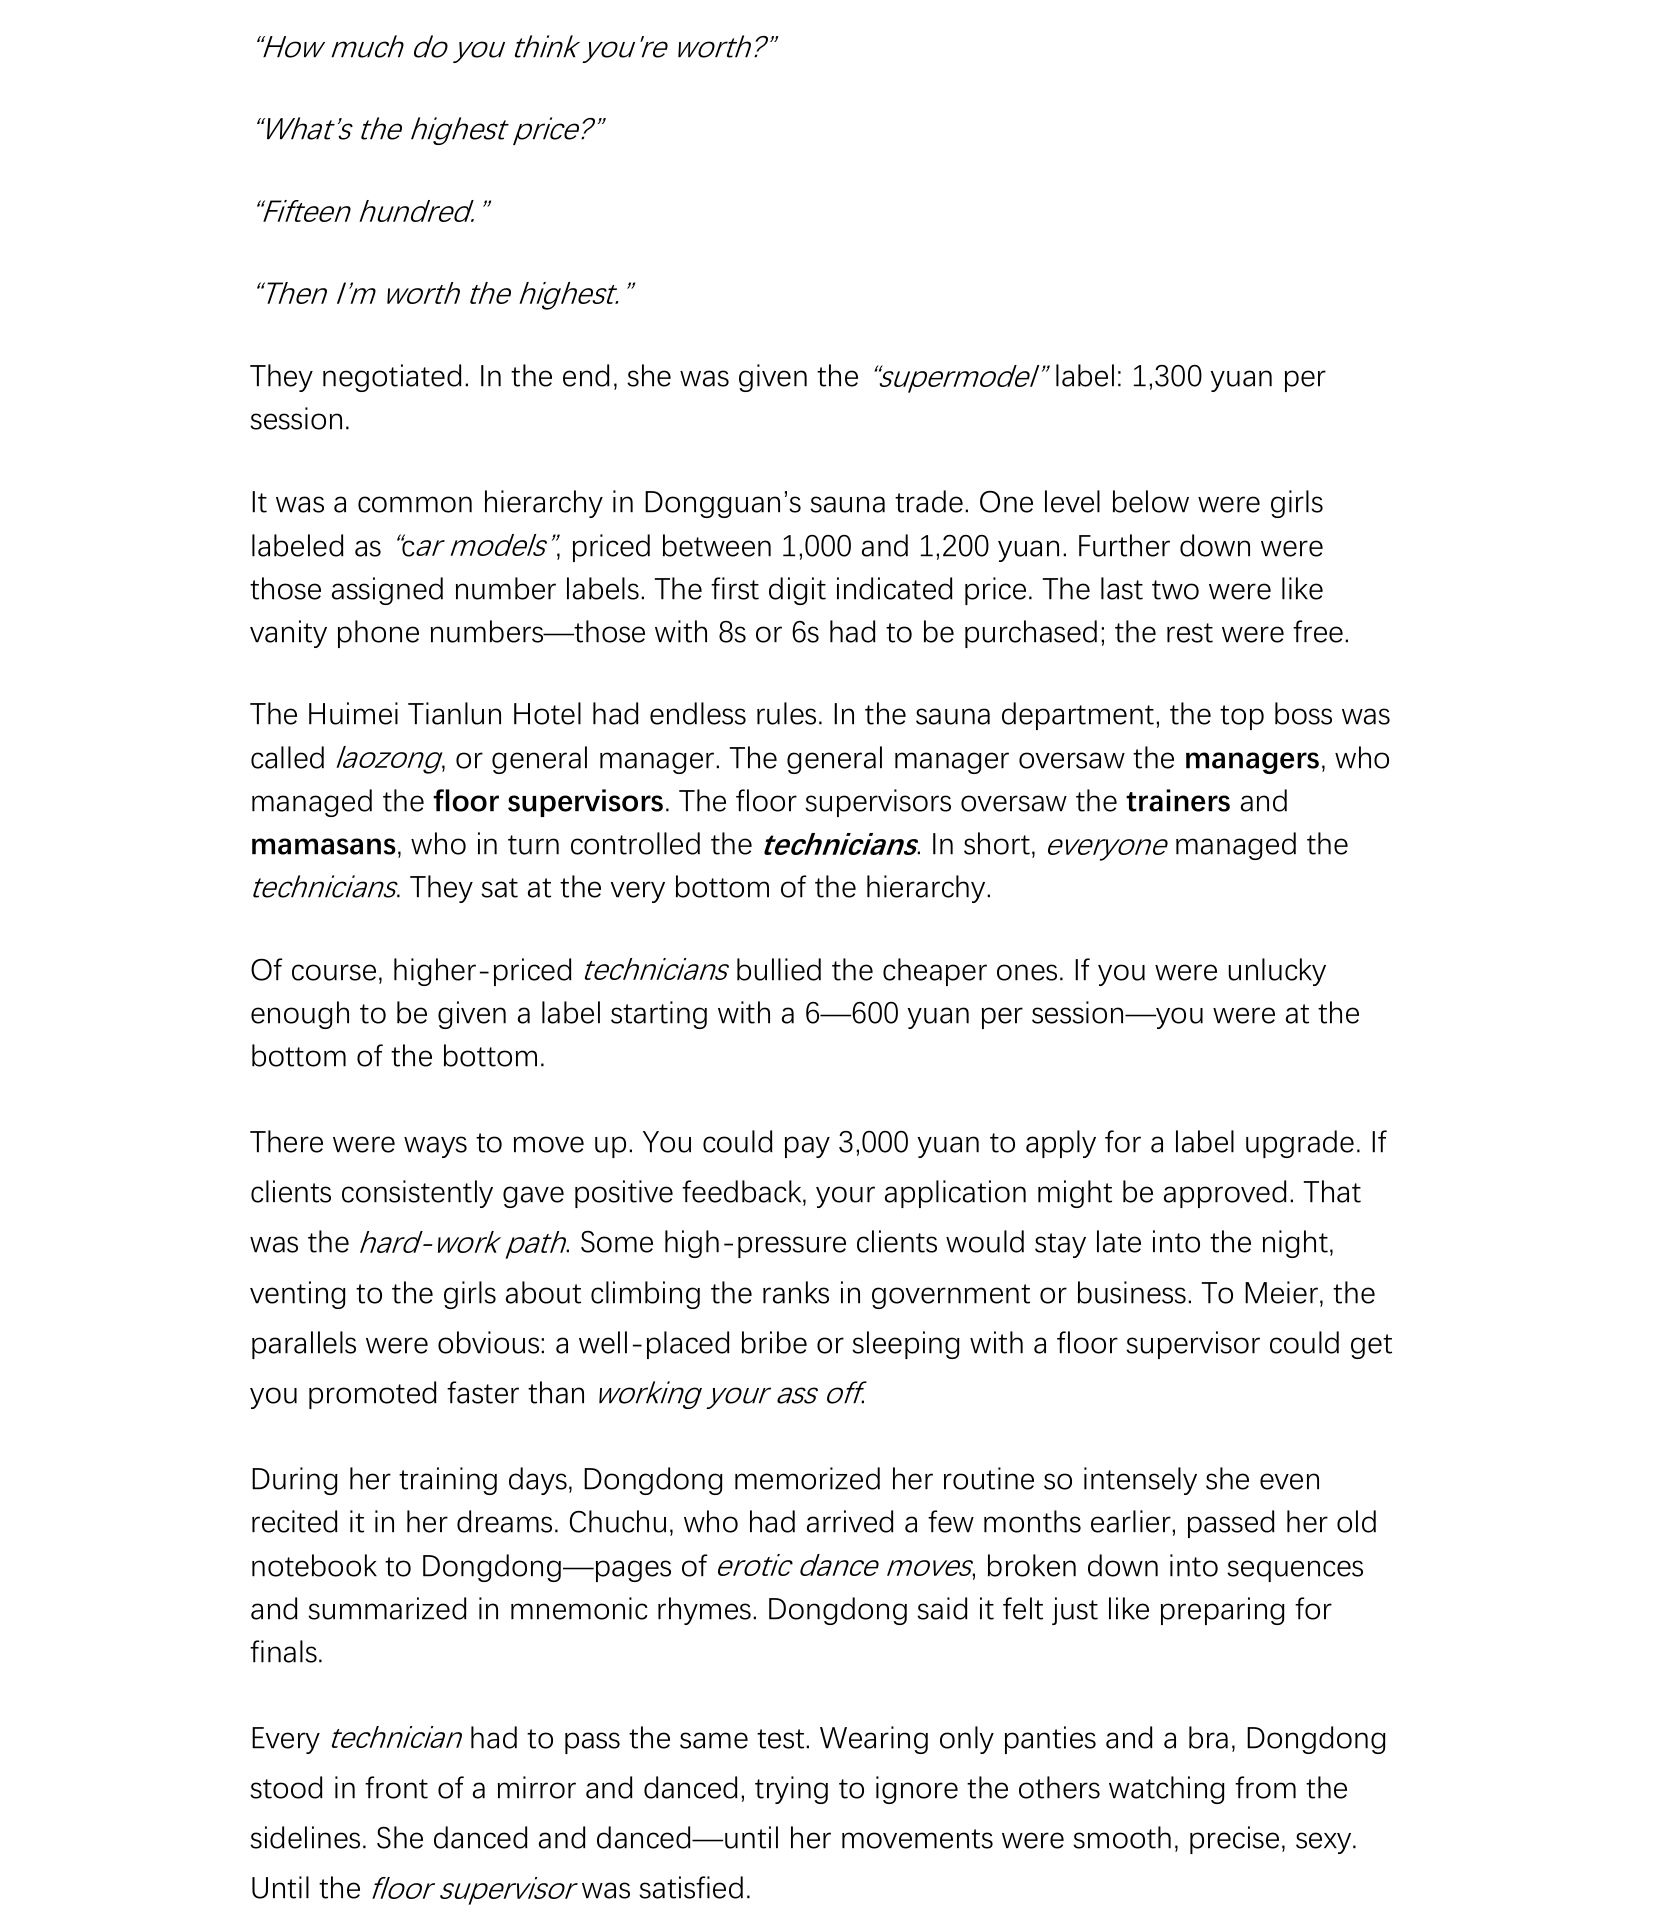 “How much do you think you're worth?”
“What’s the highest price?”
“Fifteen hundred.”
“Then I’m worth the highest.”
They negotiated. In the end, she was given the “supermodel” label: 1,300 yuan per
session.
It was a common hierarchy in Dongguan’s sauna trade. One level below were girls
labeled as “car models”, priced between 1,000 and 1,200 yuan. Further down were
those assigned number labels. The first digit indicated price. The last two were like
vanity phone numbers—those with 8s or 6s had to be purchased; the rest were free.
The Huimei Tianlun Hotel had endless rules. In the sauna department, the top boss was
called laozong, or general manager. The general manager oversaw the managers, who
managed the floor supervisors. The floor supervisors oversaw the trainers and
mamasans, who in turn controlled the technicians. In short, everyone managed the
technicians. They sat at the very bottom of the hierarchy.
Of course, higher-priced technicians bullied the cheaper ones. If you were unlucky
enough to be given a label starting with a 6—600 yuan per session—you were at the
bottom of the bottom.
There were ways to move up. You could pay 3,000 yuan to apply for a label upgrade. If
clients consistently gave positive feedback, your application might be approved. That
was the hard-work path. Some high-pressure clients would stay late into the night,
venting to the girls about climbing the ranks in government or business. To Meier, the
parallels were obvious: a well-placed bribe or sleeping with a floor supervisor could get
you promoted faster than working your ass off.
During her training days, Dongdong memorized her routine so intensely she even
recited it in her dreams. Chuchu, who had arrived a few months earlier, passed her old
notebook to Dongdong—pages of erotic dance moves, broken down into sequences
and summarized in mnemonic rhymes. Dongdong said it felt just like preparing for
finals.
Every technician had to pass the same test. Wearing only panties and a bra, Dongdong
stood in front of a mirror and danced, trying to ignore the others watching from the
sidelines. She danced and danced—until her movements were smooth, precise, sexy.
Until the floor supervisor was satisfied.